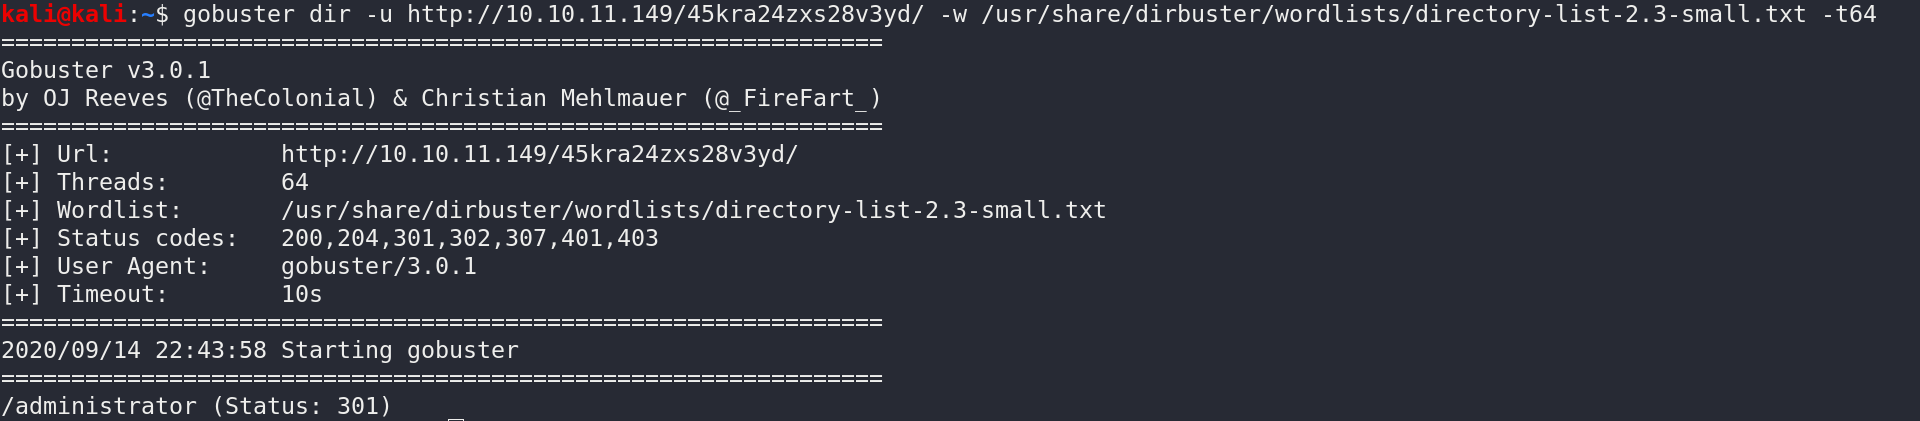 kali@kali:~$ gobuster dir -u http://10.10.11.149/45kra24zxs28v3yd/ -w /usr/share/dirbuster/wordlists/directory-list-2.3-small.txt -t64
===============================================================
Gobuster v3.0.1
by OJ Reeves (@TheColonial) & Christian Mehlmauer (@_FireFart_)
===============================================================
[+] Url:            http://10.10.11.149/45kra24zxs28v3yd/
[+] Threads:        64
[+] Wordlist:       /usr/share/dirbuster/wordlists/directory-list-2.3-small.txt
[+] Status codes:   200,204,301,302,307,401,403
[+] User Agent:     gobuster/3.0.1
[+] Timeout:        10s
===============================================================
2020/09/14 22:43:58 Starting gobuster
===============================================================
/administrator (Status: 301)